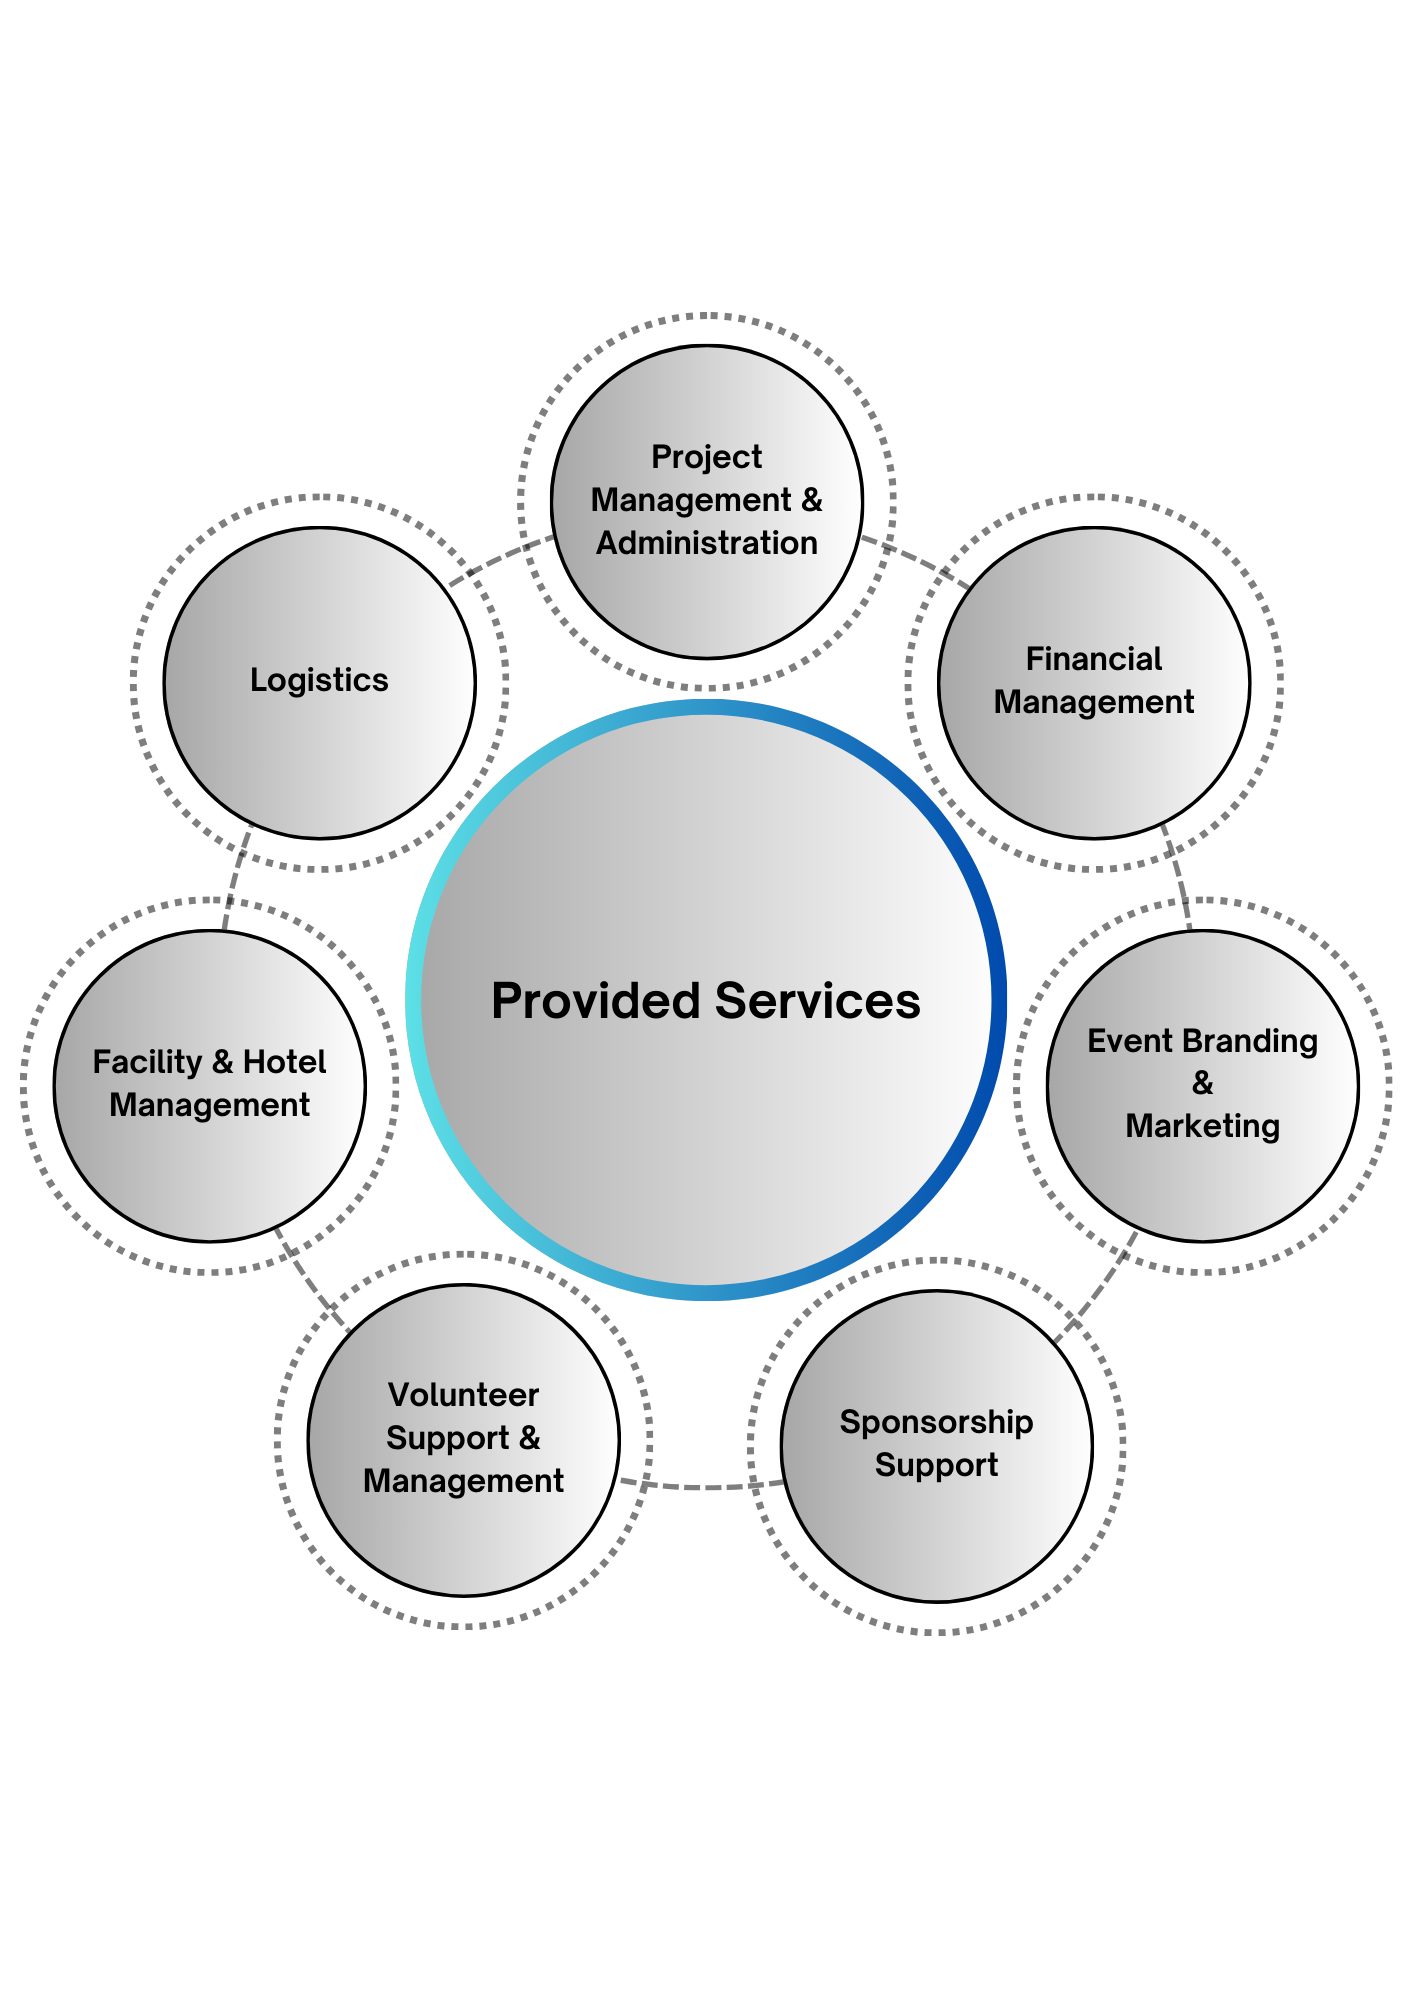 Project
Management &
Administration
Logistics
Financial
Management
Provided Services
Facility & Hotel
Management
Event Branding
&
Marketing
Volunteer
Support &
Management
Sponsorship
Support